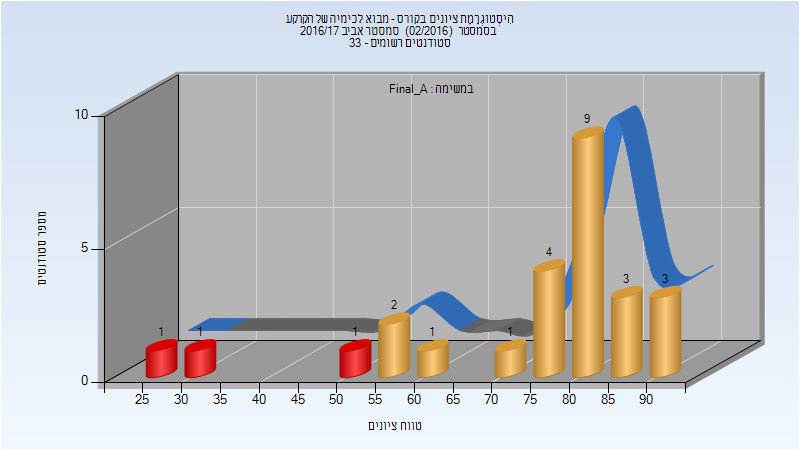 היסטוגרמת ציונים בקורס - מבוא לכימיה של הקרקע
בסמסטר (02/2016) סמסטר אביב 2016/17
סטודנטים רשומים - 33
במשימה : Final_A
מספר סטודנטים
10
5
0
1
1
1
2
1
1
4
9
3
3
25 30 35 40 45 50 55 60 65 70 75 80 85 90
טווח ציונים